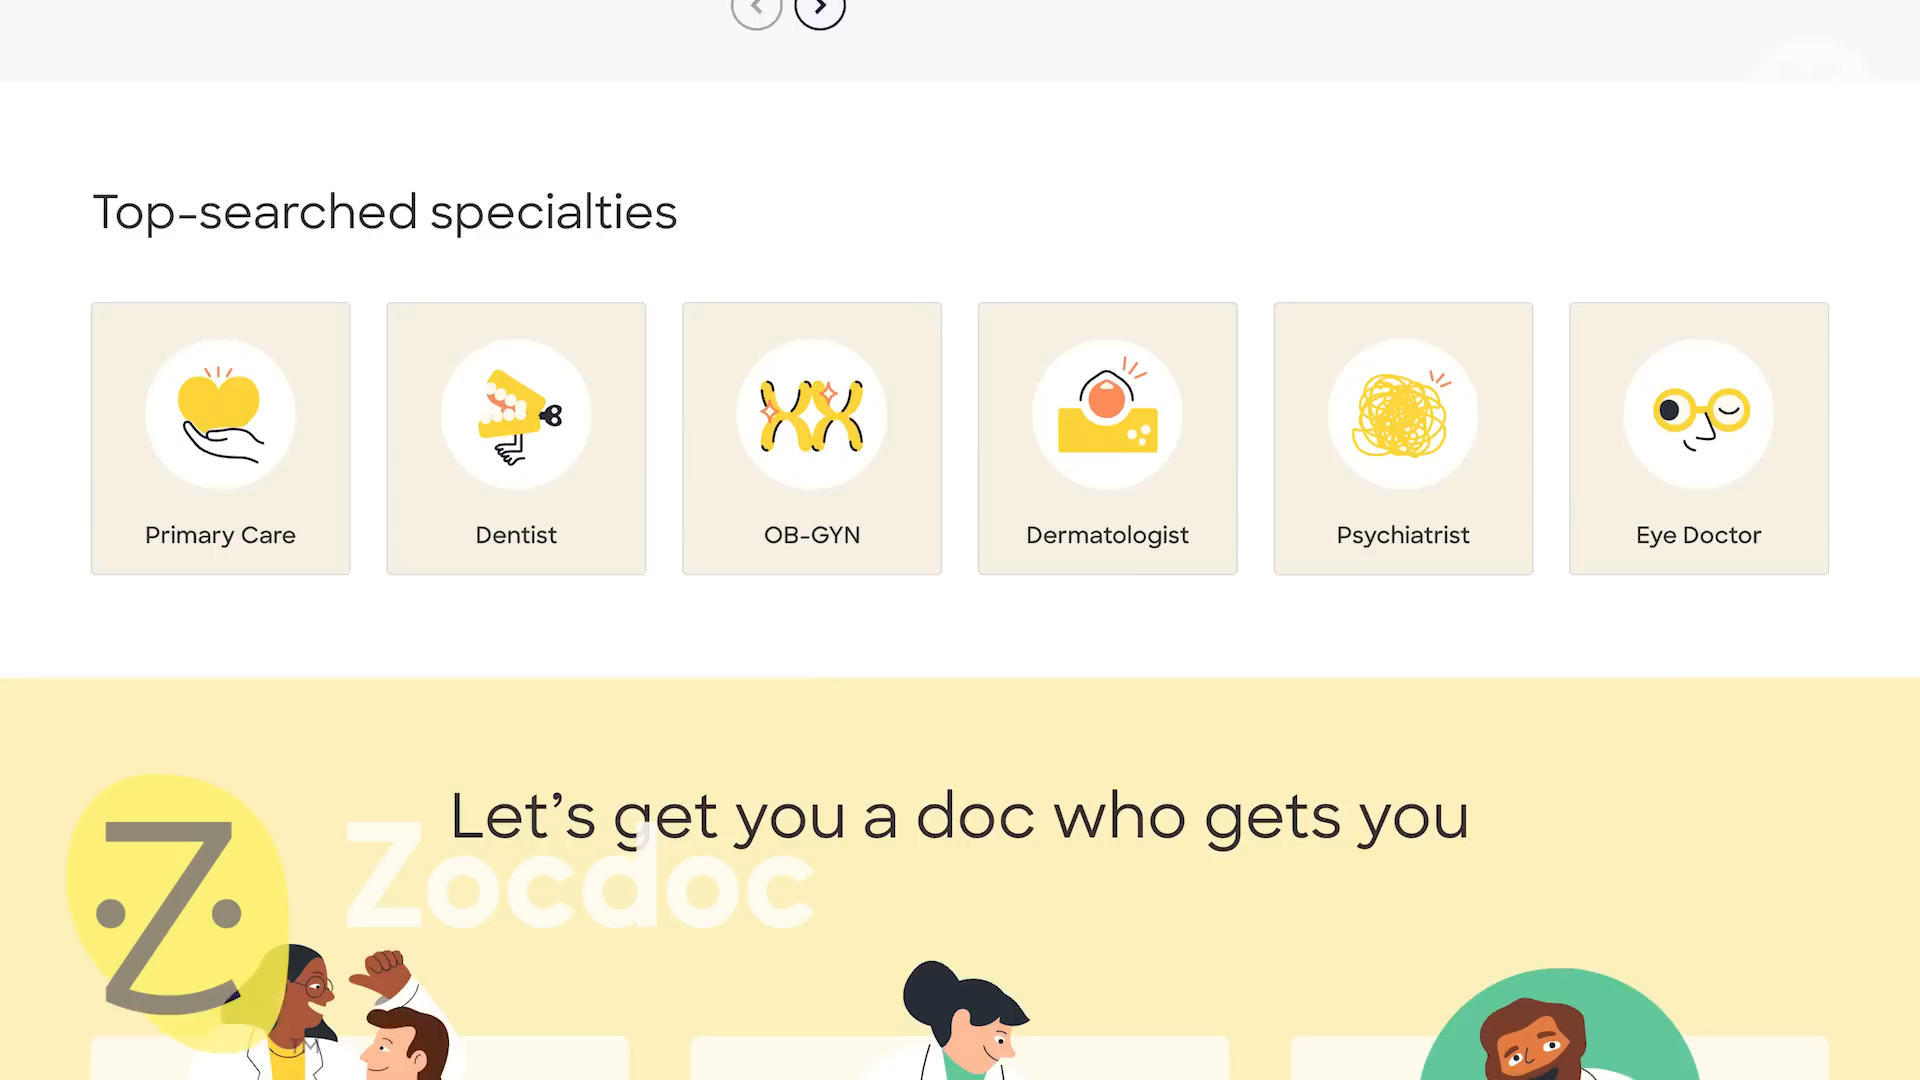 Top-searched specialties
Primary Care
Dentist
OB-GYN
Dermatologist
Psychiatrist
Eye Doctor
Let’s get you a doc who gets you
Zocdoc
TM